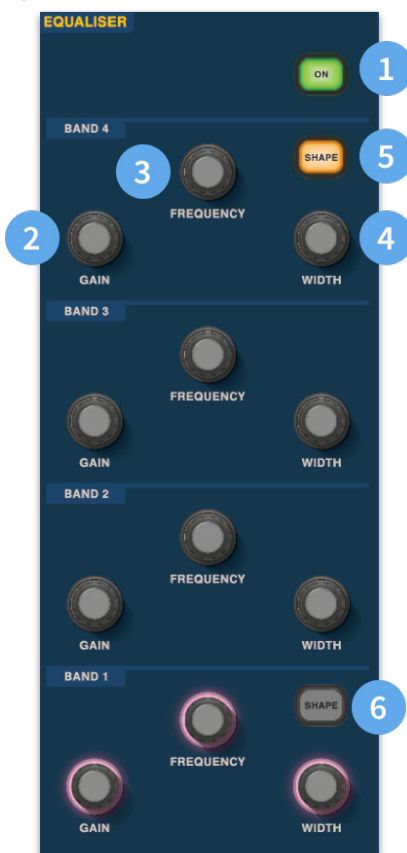 EQUALISER
ON
1
BAND 4
SHAPE
5
3
FREQUENCY
2
4
GAIN
WIDTH
BAND 3
FREQUENCY
GAIN
WIDTH
BAND 2
FREQUENCY
GAIN
WIDTH
BAND 1
SHAPE
6
FREQUENCY
GAIN
WIDTH